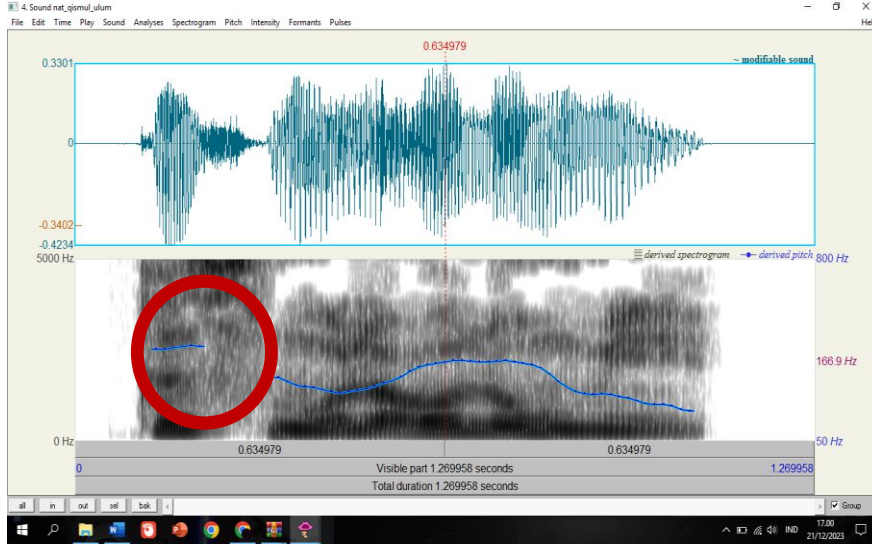 4. Sound nat_qismul_ulum
File Edit Time Play Sound Analyses Spectrogram Pitch Intensity Formants Pulses Hel
0.634979
0.3301 ~ modifiable sound
0
-0.3402
-0.4234
5000 Hz derived spectrogram derived pitch 800 Hz
166.9 Hz
0 Hz 50 Hz
0.634979 0.634979
0 Visible part 1.269958 seconds 1.269958
Total duration 1.269958 seconds
all in out sel bak Group
IND 17.00
21/12/2023